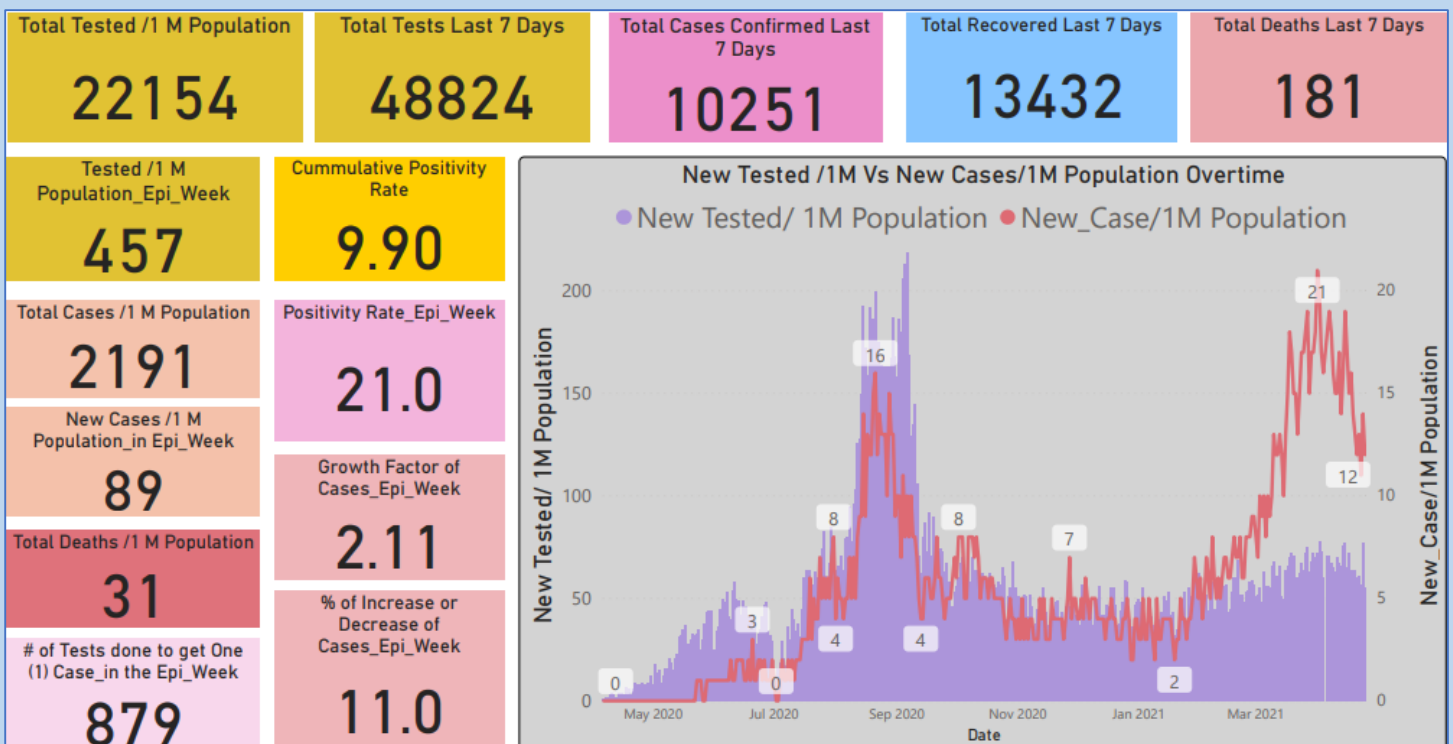 Total Tested /1 M Population
22154
Total Tests Last 7 Days
48824
Total Cases Confirmed Last
7 Days
10251
Total Recovered Last 7 Days
13432
Total Deaths Last 7 Days
181
Tested /1 M
Population_Epi_Week
457
Cummulative Positivity
Rate
9.90
Total Cases /1 M Population
2191
Positivity Rate_Epi_Week
21.0
New Cases /1 M
Population_in Epi_Week
89
Growth Factor of
Cases_Epi_Week
2.11
Total Deaths /1 M Population
31
% of Increase or
Decrease of
Cases_Epi_Week
11.0
# of Tests done to get One
(1) Case_in the Epi_Week
879
New Tested /1M Vs New Cases/1M Population Overtime
New Tested/ 1M Population
New_Case/1M Population
New Tested/ 1M Population
200
150
100
50
0
0
3
0
8
4
16
4
8
7
2
21
12
20
15
10
5
0
New_Case/1M Population
May 2020
Jul 2020
Sep 2020
Nov 2020
Jan 2021
Mar 2021
Date